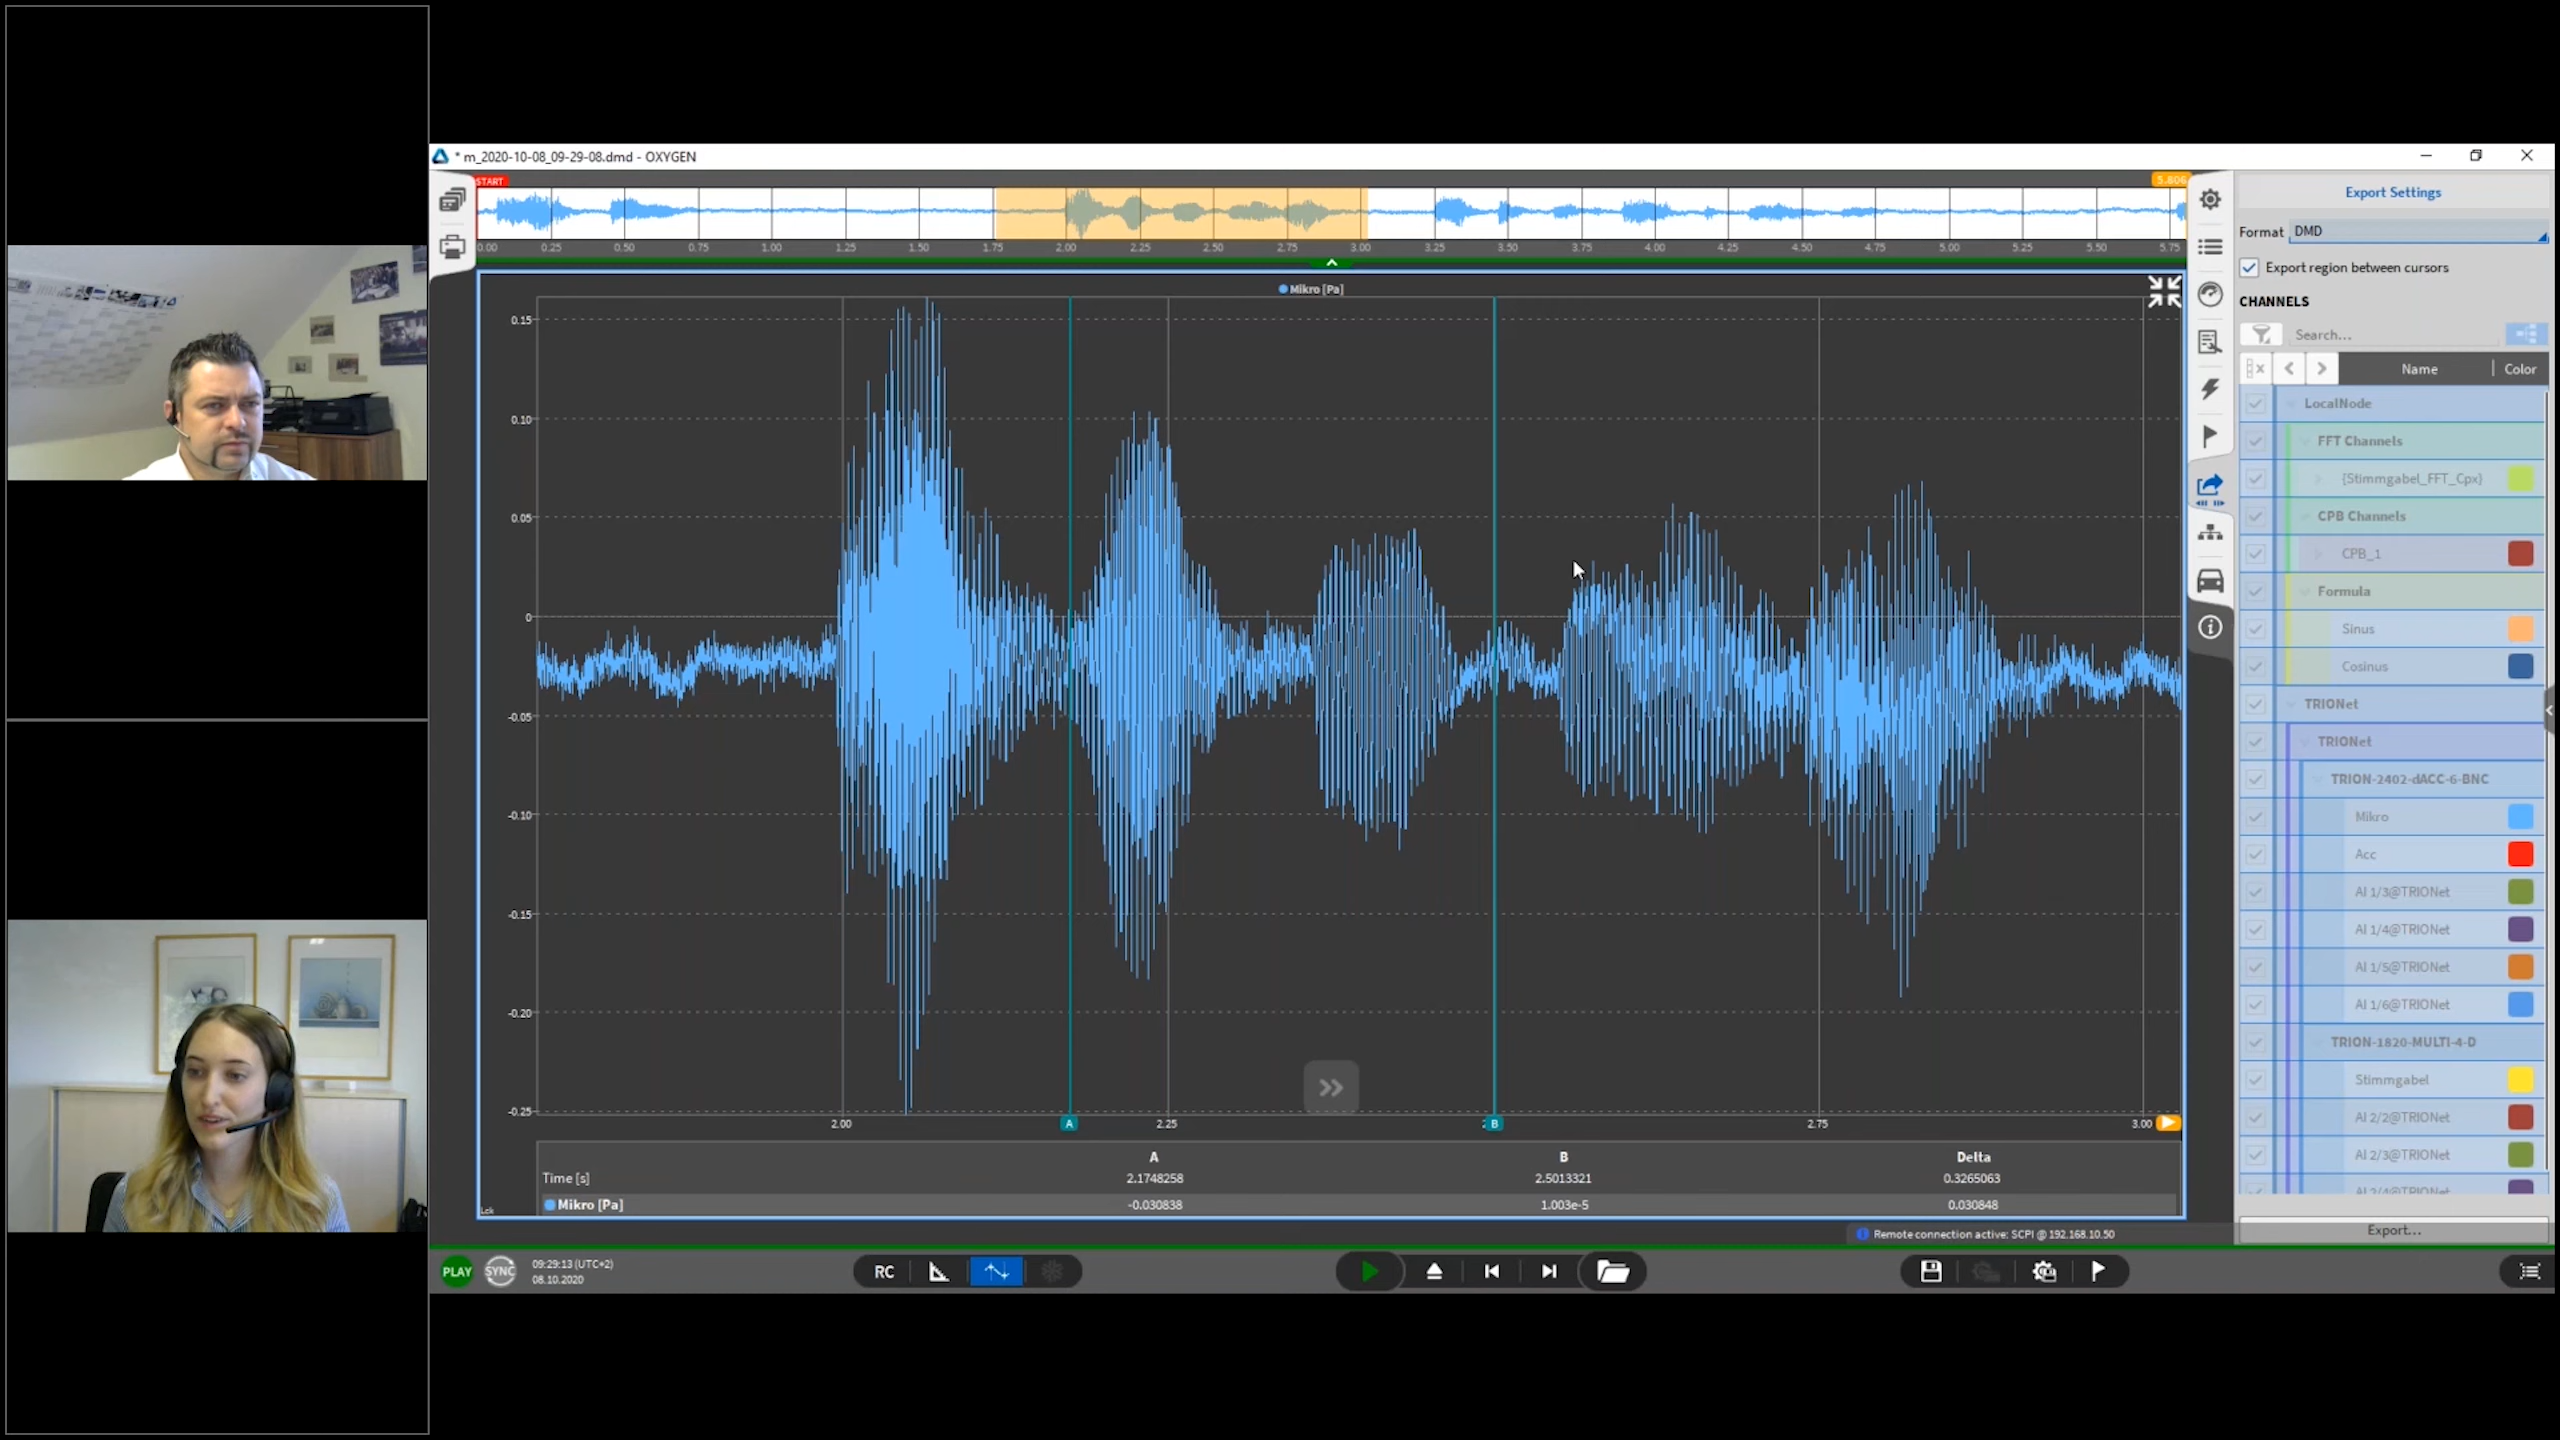 * m_2020-10-08_09-29-08.dmd - OXYGEN
START
5.806
0.00 0.25 0.50 0.75 1.00 1.25 1.50 1.75 2.00 2.25 2.50 2.75 3.00 3.25 3.50 3.75 4.00 4.25 4.50 4.75 5.00 5.25 5.50 5.75
Mikro [Pa]
0.15
0.10
0.05
0
-0.05
-0.10
-0.15
-0.20
-0.25
2.00 A 2.25 B 2.75 3.00
A B Delta
Time [s] 2.1748258 2.5013321 0.3265063
Mikro [Pa] -0.030838 1.003e-5 0.030848
Lck
Remote connection active: SCPI @ 192.168.10.50
PLAY SYNC 09:29:13 (UTC+2)
08.10.2020
RC
Export Settings
Format DMD
Export region between cursors
CHANNELS
Search...
Name Color
LocalNode
FFT Channels
{Stimmgabel_FFT_Cpx}
CPB Channels
CPB_1
Formula
Sinus
Cosinus
TRIONet
TRIONet
TRION-2402-dACC-6-BNC
Mikro
Acc
AI 1/3@TRIONet
AI 1/4@TRIONet
AI 1/5@TRIONet
AI 1/6@TRIONet
TRION-1820-MULTI-4-D
Stimmgabel
AI 2/2@TRIONet
AI 2/3@TRIONet
AI 2/4@TRIONet
Export...